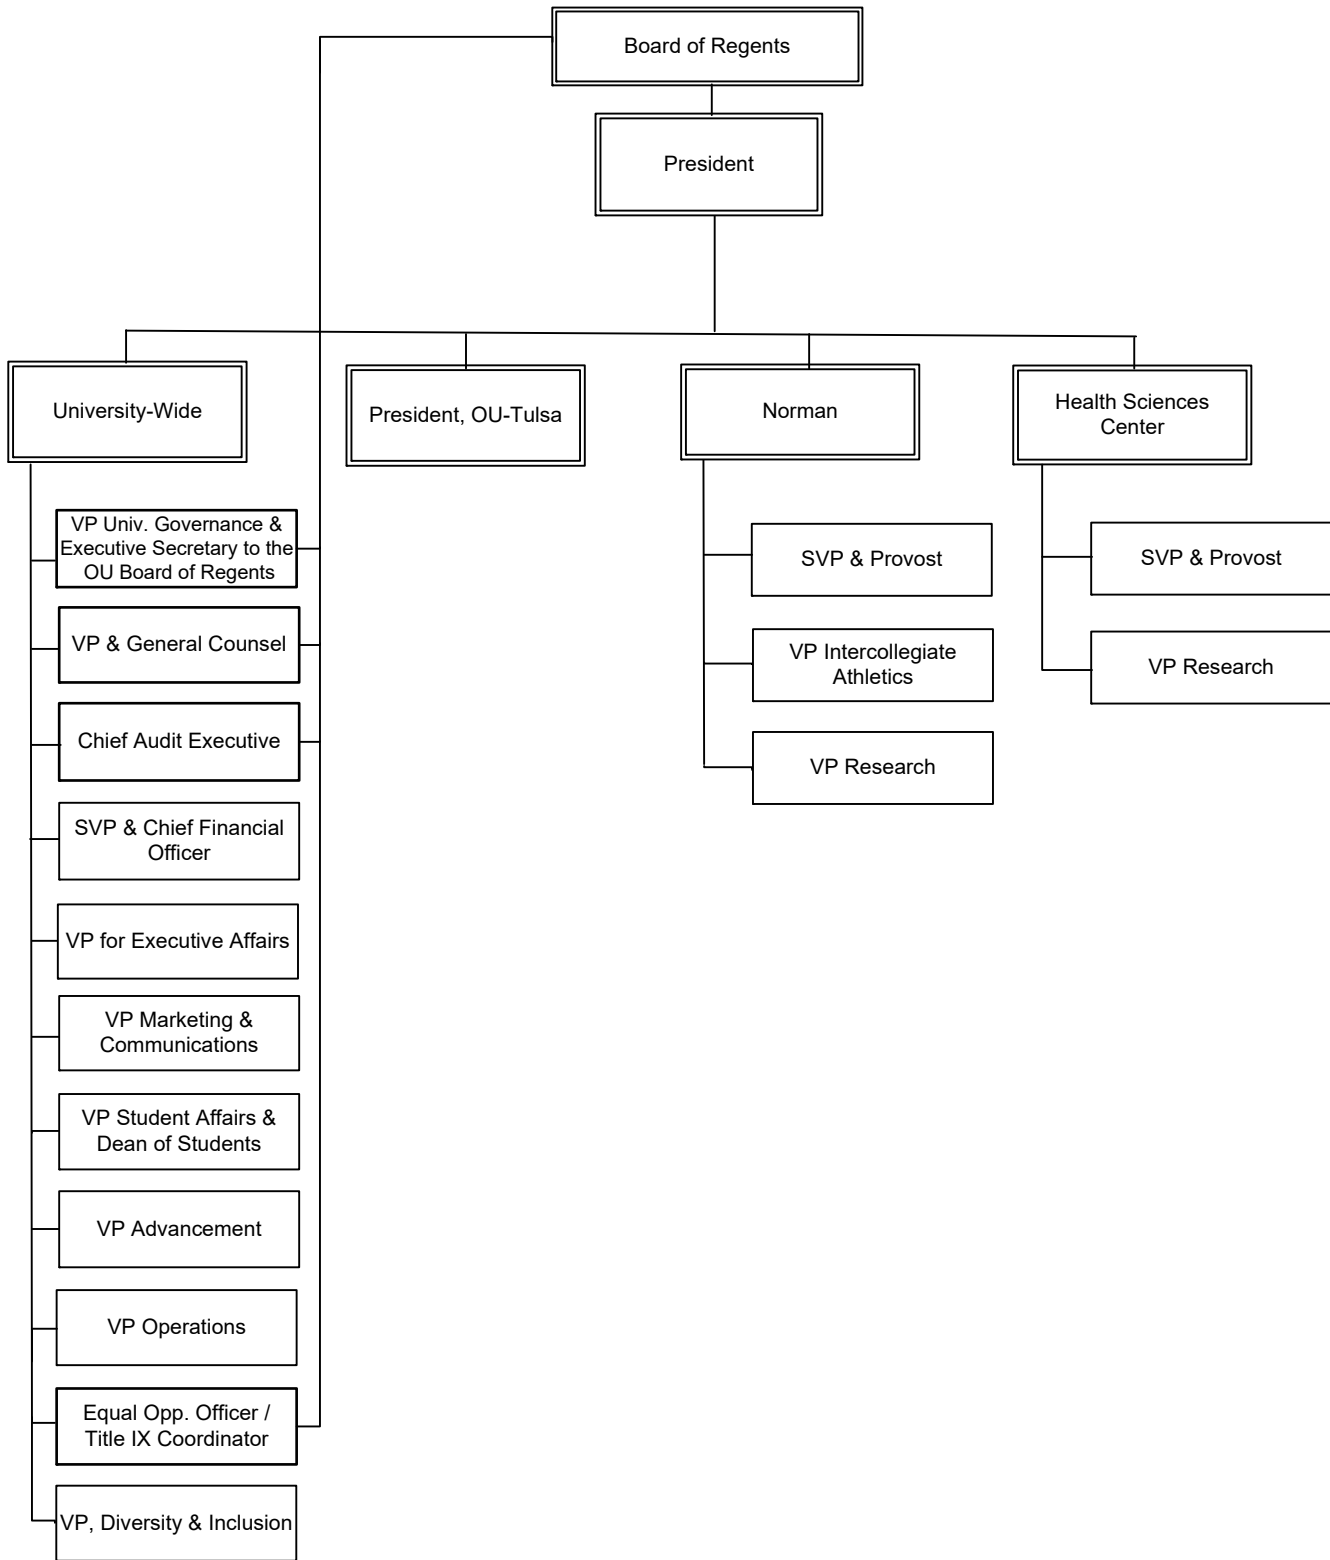 Board of Regents
President
University-Wide
President, OU-Tulsa
Norman
Health Sciences
Center
VP Univ. Governance &
Executive Secretary to the
OU Board of Regents
VP & General Counsel
Chief Audit Executive
SVP & Chief Financial
Officer
VP for Executive Affairs
VP Marketing &
Communications
VP Student Affairs &
Dean of Students
VP Advancement
VP Operations
Equal Opp. Officer /
Title IX Coordinator
VP, Diversity & Inclusion
SVP & Provost
VP Intercollegiate
Athletics
VP Research
SVP & Provost
VP Research